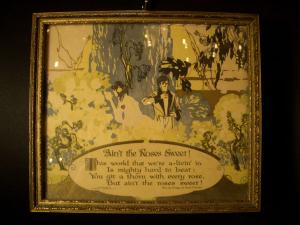 Ain't the Roses Sweet!
This world that we're a-livin' in
Is mighty hard to beat;
You git a thorn with every rose,
But ain't the roses sweet!